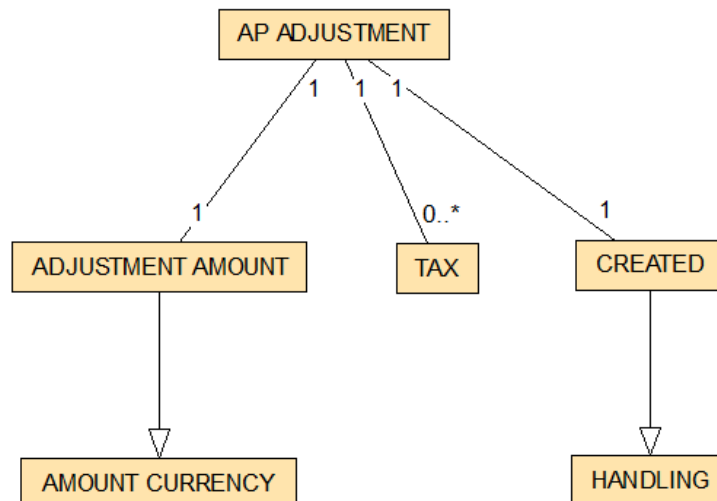 AP ADJUSTMENT
1 1 1
1 0..* 1
ADJUSTMENT AMOUNT TAX CREATED
AMOUNT CURRENCY HANDLING